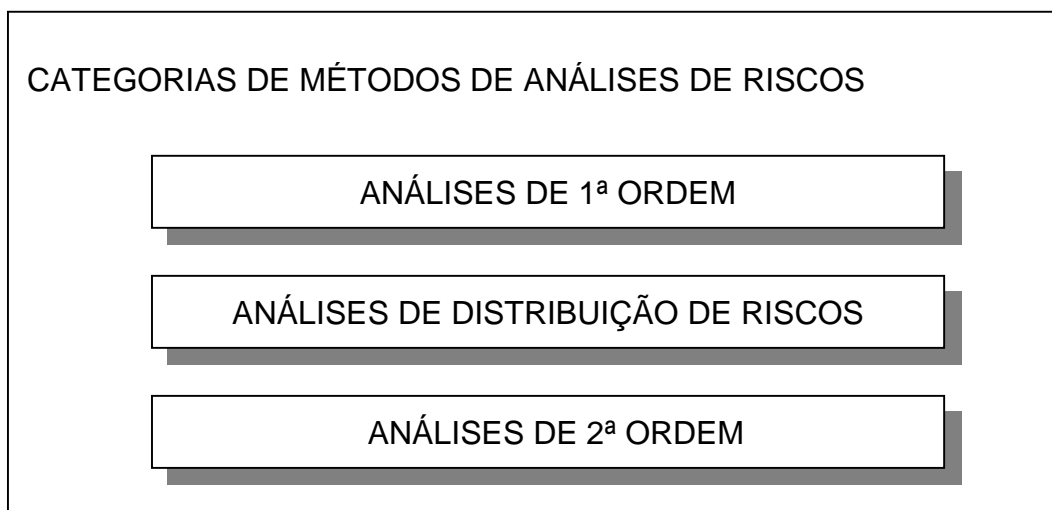 CATEGORIAS DE MÉTODOS DE ANÁLISES DE RISCOS
ANÁLISES DE 1ª ORDEM
ANÁLISES DE DISTRIBUIÇÃO DE RISCOS
ANÁLISES DE 2ª ORDEM